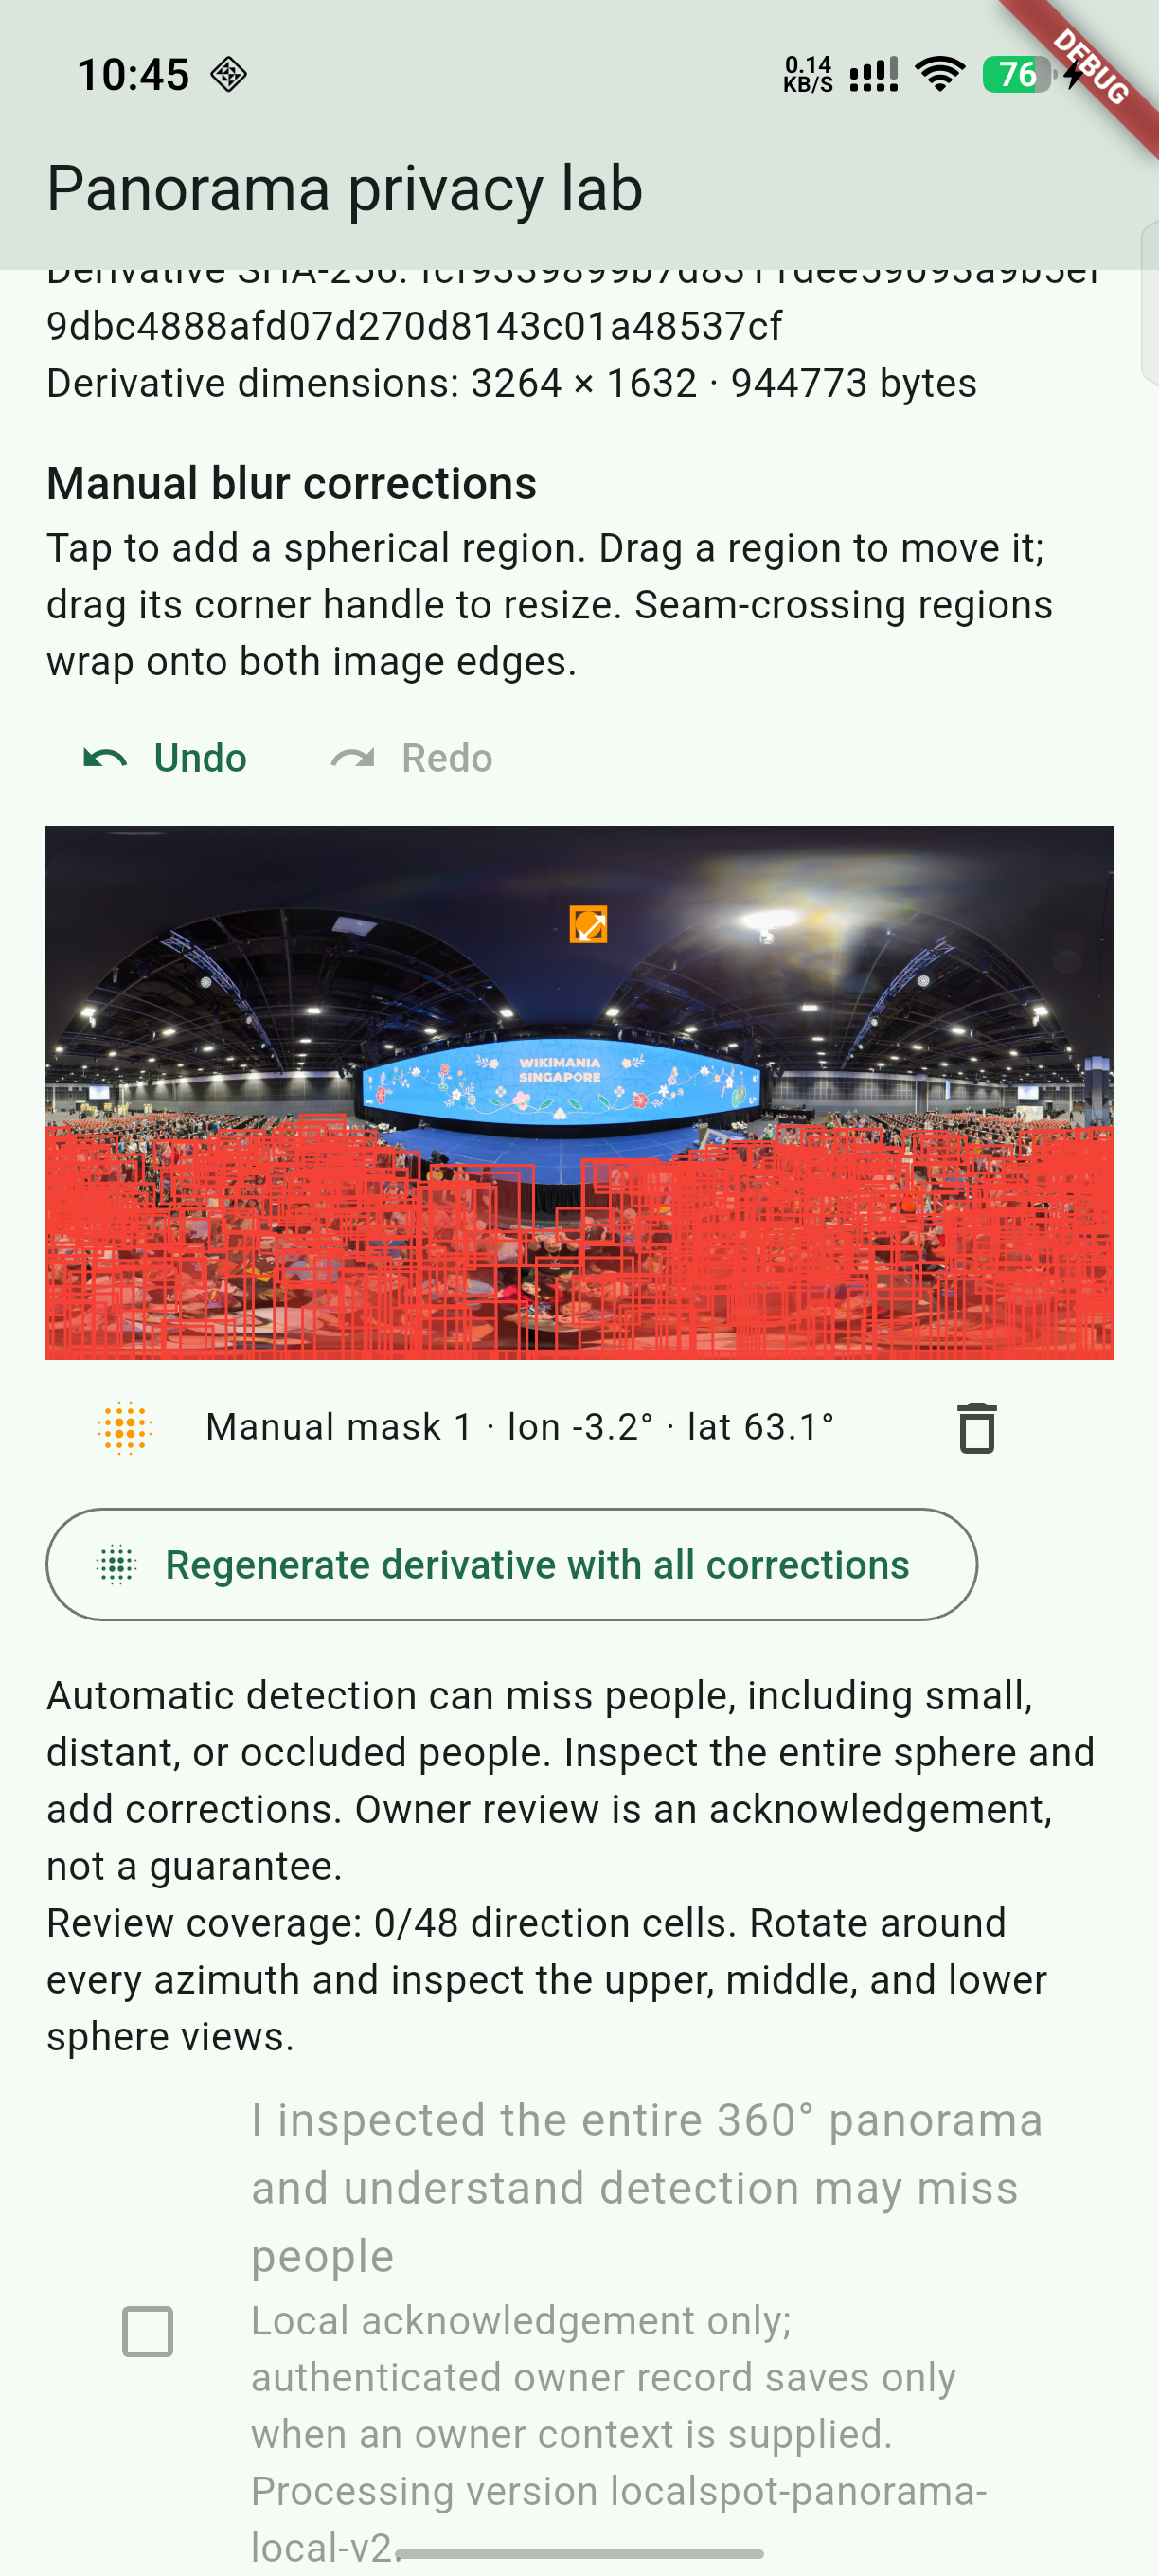 10:45
0.14
KB/S
76
DEBUG
Panorama privacy lab
Derivative SHA-256:
9dbc4888afd07d270d8143c01a48537cf
Derivative dimensions: 3264 × 1632 · 944773 bytes
Manual blur corrections
Tap to add a spherical region. Drag a region to move it;
drag its corner handle to resize. Seam-crossing regions
wrap onto both image edges.
Undo
Redo
WIKIMANIA
SINGAPORE
Manual mask 1 · lon -3.2° · lat 63.1°
Regenerate derivative with all corrections
Automatic detection can miss people, including small,
distant, or occluded people. Inspect the entire sphere and
add corrections. Owner review is an acknowledgement,
not a guarantee.
Review coverage: 0/48 direction cells. Rotate around
every azimuth and inspect the upper, middle, and lower
sphere views.
I inspected the entire 360° panorama
and understand detection may miss
people
Local acknowledgement only;
authenticated owner record saves only
when an owner context is supplied.
Processing version localspot-panorama-
local-v2.